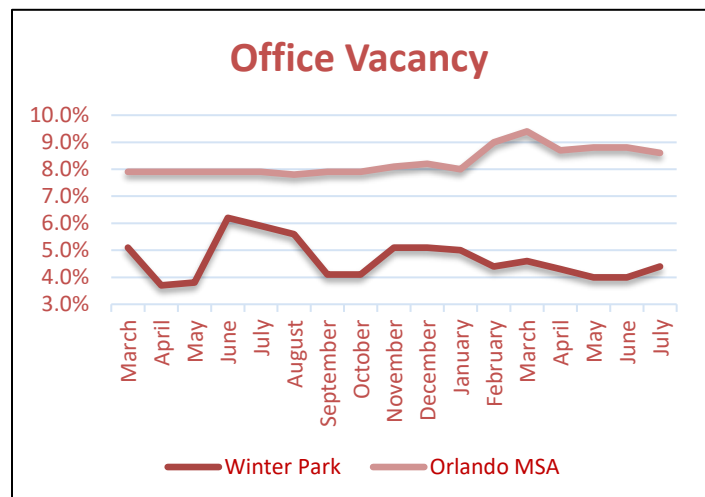 Office Vacancy
10.0%
9.0%
8.0%
7.0%
6.0%
5.0%
4.0%
3.0%
March
April
May
June
July
August
September
October
November
December
January
February
March
April
May
June
July
Winter Park
Orlando MSA